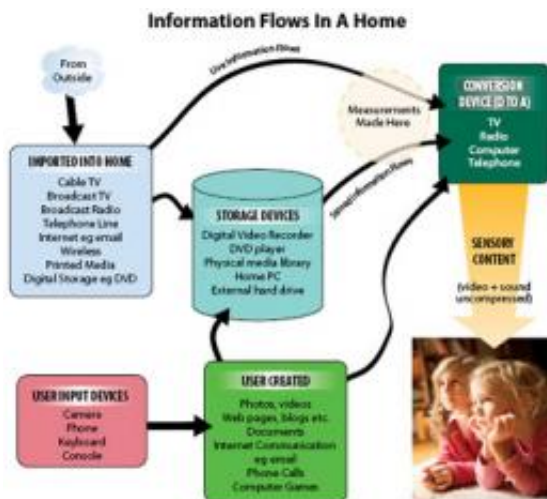 Information Flows In A Home
From
Outside
Live Information Flows
Measurements
Made Here
CONVERSION
DEVICE (D TO A)
TV
Radio
Computer
Telephone
IMPORTED INTO HOME
Cable TV
Broadcast TV
Broadcast Radio
Telephone Line
Internet eg email
Wireless
Printed Media
Digital Storage eg DVD
STORAGE DEVICES
Digital Video Recorder
DVD player
Physical media library
Home PC
External hard drive
Information Flows
SENSORY
CONTENT
(video + sound
uncompressed)
USER INPUT DEVICES
Camera
Phone
Keyboard
Console
USER CREATED
Photos, videos
Web pages, blogs etc.
Documents
Internet Communication
eg email
Phone Calls
Computer Games